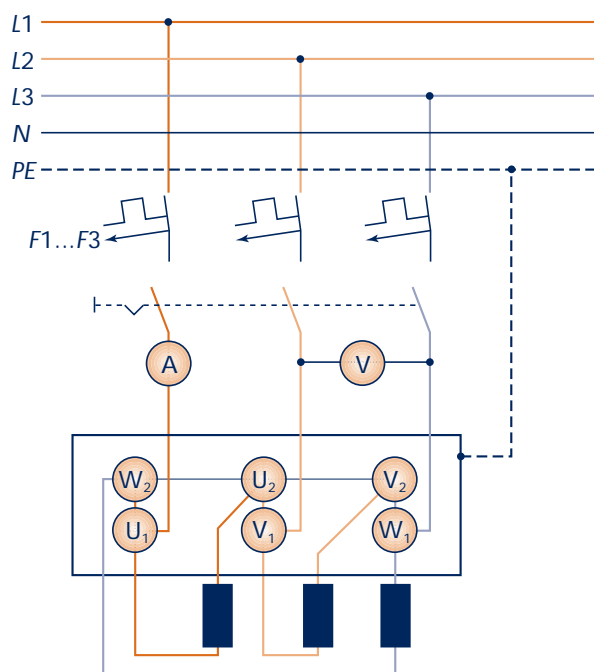 L1
L2
L3
N
PE
F1...F3
A
V
W₂ U₂ V₂
U₁ V₁ W₁